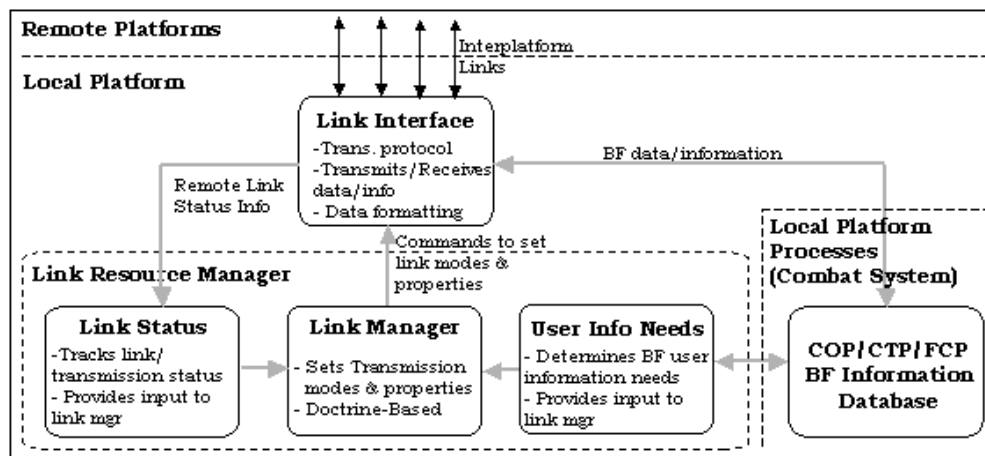 Remote Platforms
Interplatform
Links
Local Platform
Link Interface
-Trans. protocol
-Transmits/Receives
data/info
- Data formatting
BF data/information
Remote Link
Status Info
Commands to set
link modes &
properties
Local Platform
Processes
(Combat System)
Link Resource Manager
Link Status
-Tracks link/
transmission status
- Provides input to
link mgr
Link Manager
- Sets Transmission
modes & properties
- Doctrine-Based
User Info Needs
- Determines BF user
information needs
- Provides input to
link mgr
COP/CTP/FCP
BF Information
Database